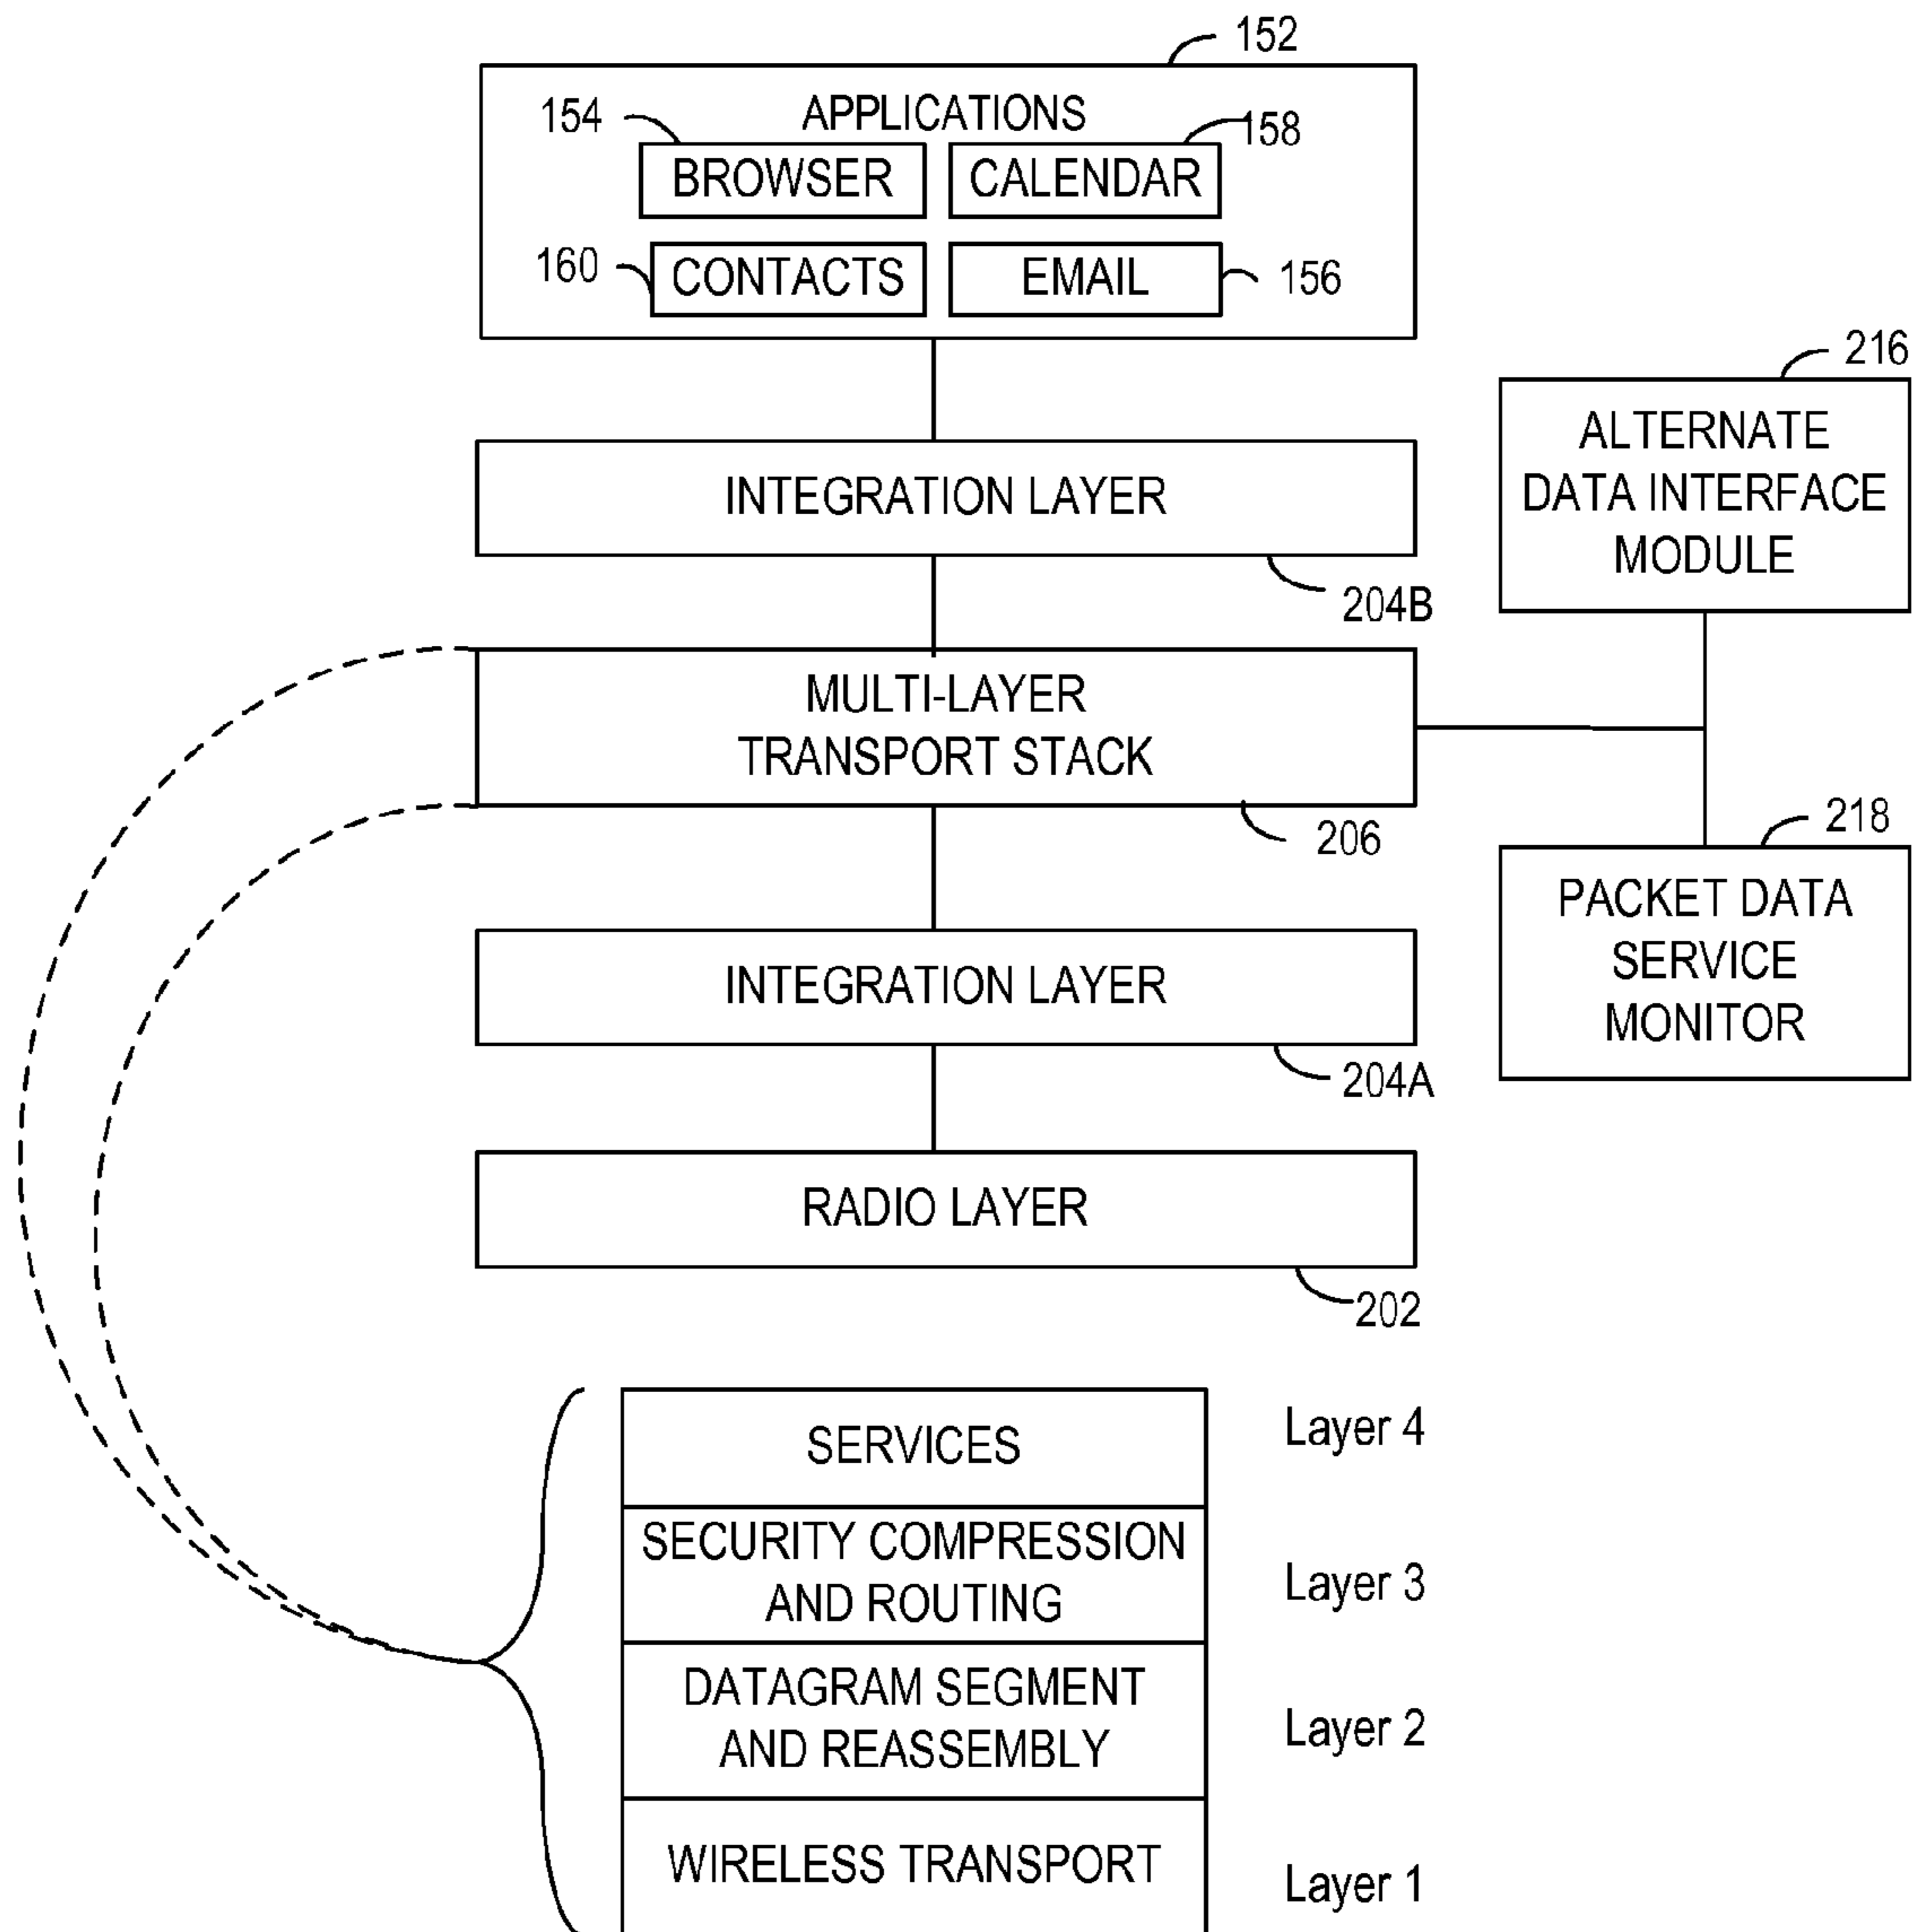 152
APPLICATIONS
154
158
BROWSER
CALENDAR
160
CONTACTS
EMAIL
156
216
ALTERNATE
DATA INTERFACE
MODULE
INTEGRATION LAYER
204B
MULTI-LAYER
TRANSPORT STACK
206
218
PACKET DATA
SERVICE
MONITOR
INTEGRATION LAYER
204A
RADIO LAYER
202
SERVICES
Layer 4
SECURITY COMPRESSION
AND ROUTING
Layer 3
DATAGRAM SEGMENT
AND REASSEMBLY
Layer 2
WIRELESS TRANSPORT
Layer 1